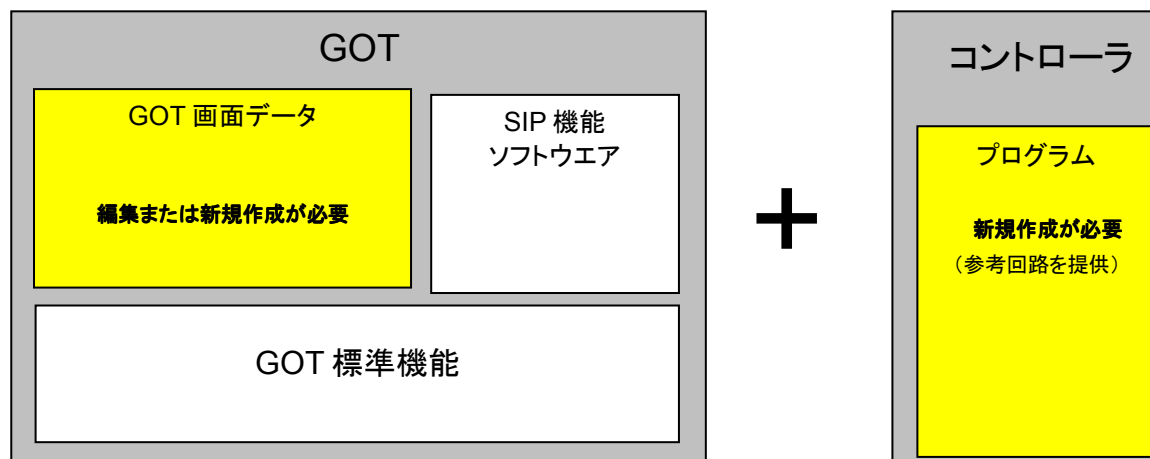 GOT
GOT 画面データ
編集または新規作成が必要
SIP 機能
ソフトウエア
GOT 標準機能
+
コントローラ
プログラム
新規作成が必要
（参考回路を提供）